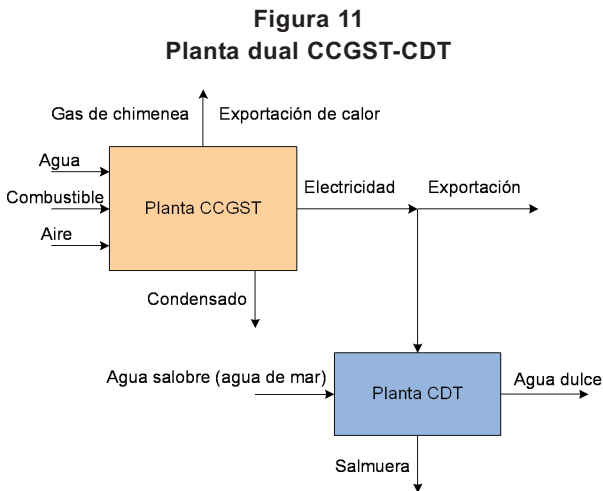 Figura 11
Planta dual CCGST-CDT
Gas de chimenea
Exportación de calor
Agua
Combustible
Aire
Planta CCGST
Electricidad
Exportación
Condensado
Agua salobre (agua de mar)
Planta CDT
Agua dulce
Salmuera